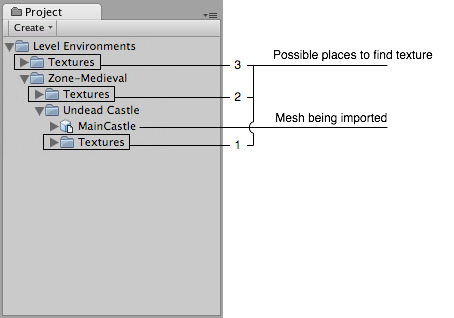 Project
Create
Level Environments
Possible places to find texture
Textures 3
Zone-Medieval
Textures 2
Undead Castle
MainCastle Mesh being imported
Textures 1